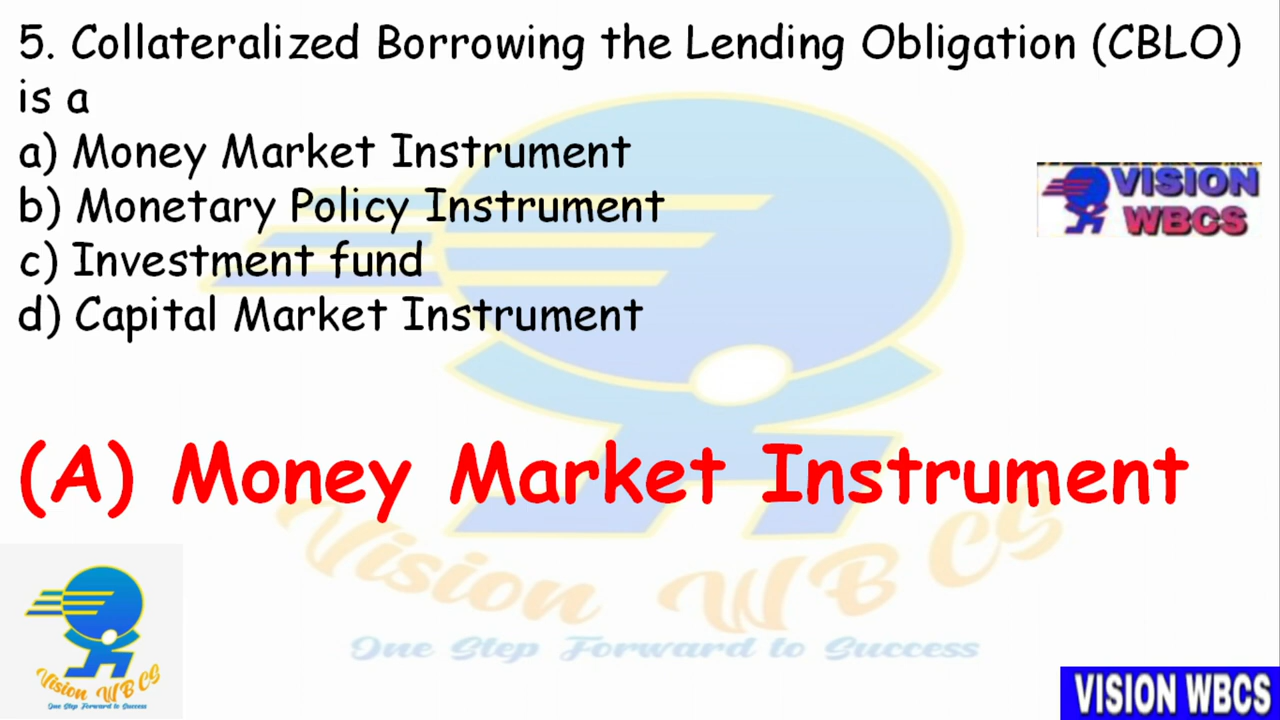 5. Collateralized Borrowing the Lending Obligation (CBLO)
is a
a) Money Market Instrument
b) Monetary Policy Instrument
c) Investment fund
d) Capital Market Instrument
VISION
WBCS
(A) Money Market Instrument
Vision WBCS
One Step Forward to Success
Vision WBCS
One Step Forward to Success
VISION WBCS